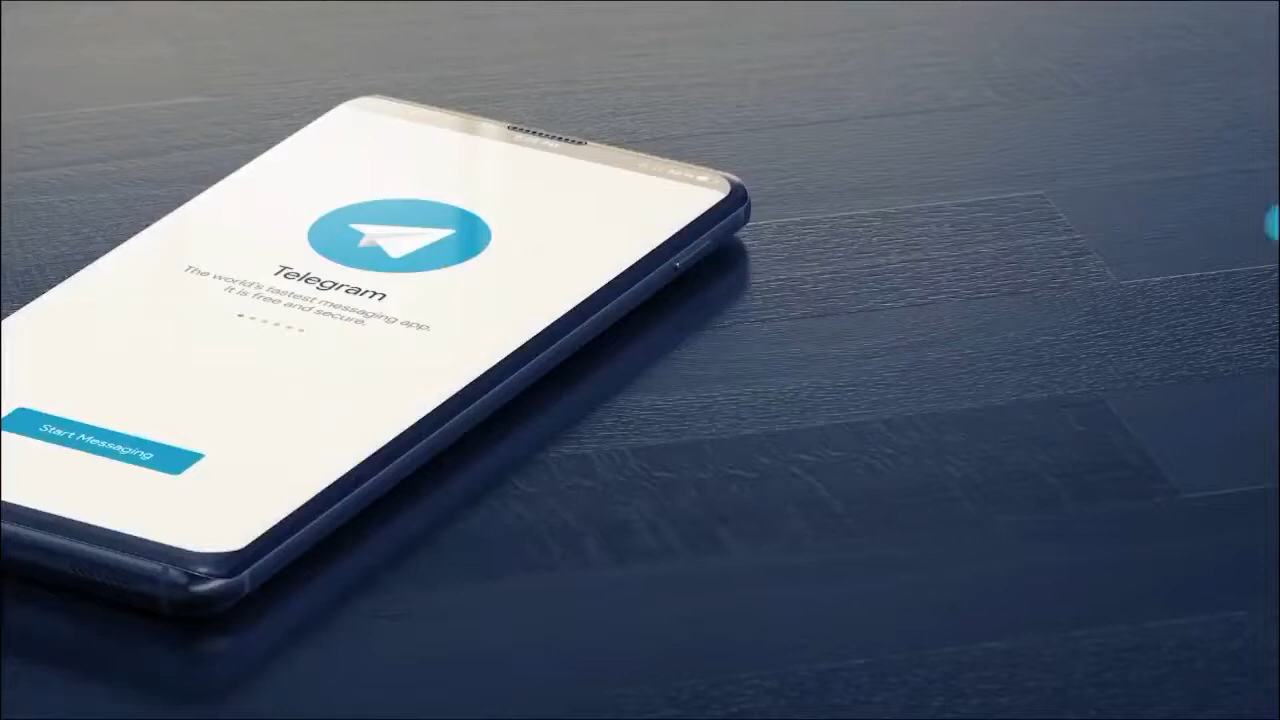 Telegram
The world's fastest messaging app.
It is free and secure.
Start Messaging